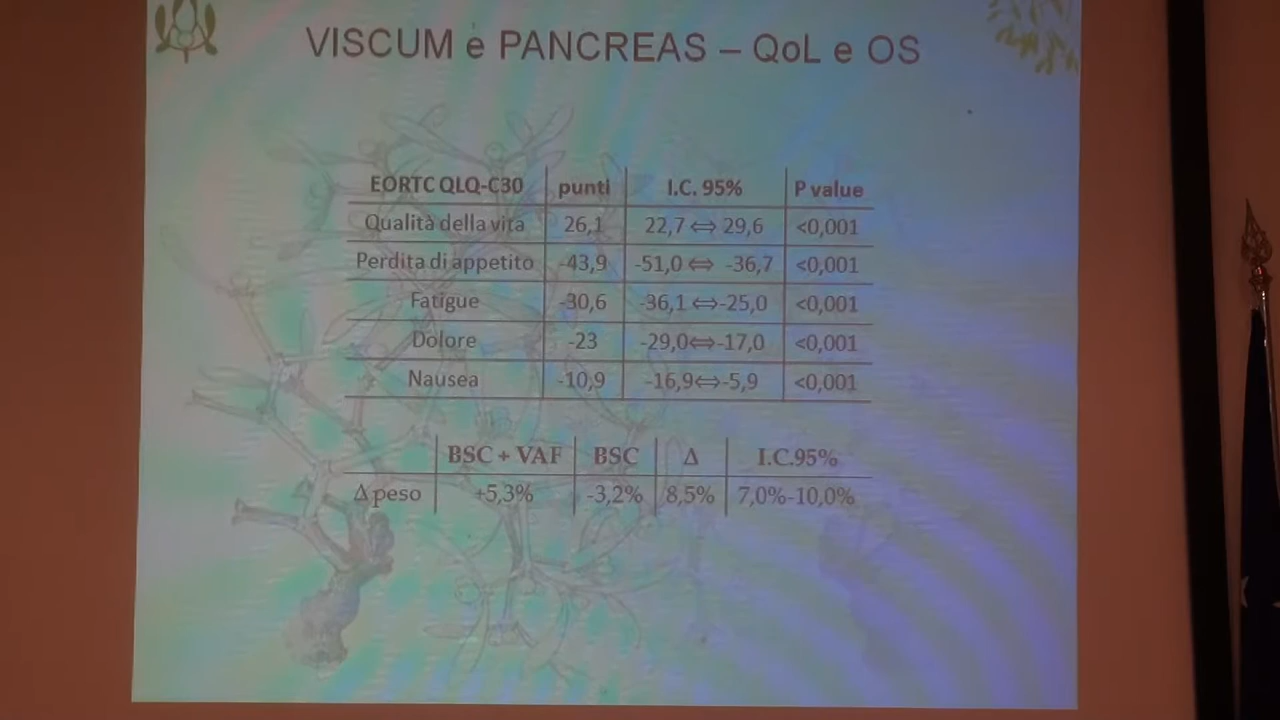 VISCUM e PANCREAS – QoL e OS
EORTC QLQ-C30 punti I.C. 95% P value
Qualità della vita 26,1 22,7 ⇔ 29,6 <0,001
Perdita di appetito -43,9 -51,0 ⇔ -36,7 <0,001
Fatigue -30,6 -36,1 ⇔ -25,0 <0,001
Dolore -23 -29,0⇔-17,0 <0,001
Nausea -10,9 -16,9⇔-5,9 <0,001
BSC + VAF BSC Δ I.C.95%
Δ peso +5,3% -3,2% 8,5% 7,0%-10,0%